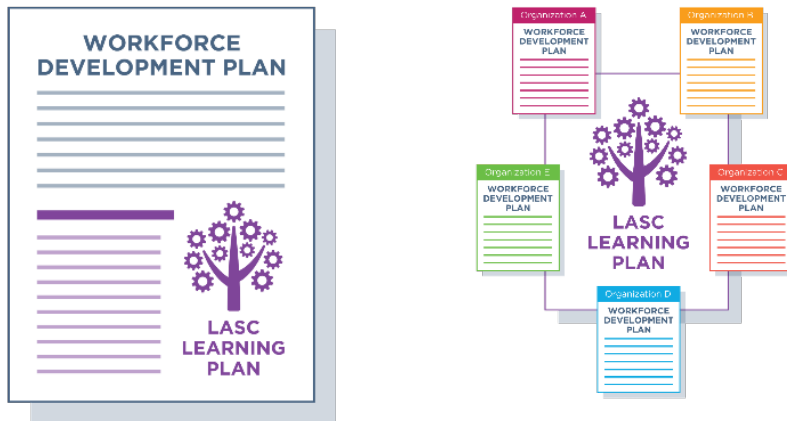 WORKFORCE
DEVELOPMENT PLAN
LASC
LEARNING
PLAN
Organization A
WORKFORCE
DEVELOPMENT
PLAN
Organization B
WORKFORCE
DEVELOPMENT
PLAN
Organization E
WORKFORCE
DEVELOPMENT
PLAN
LASC
LEARNING
PLAN
Organization C
WORKFORCE
DEVELOPMENT
PLAN
Organization D
WORKFORCE
DEVELOPMENT
PLAN